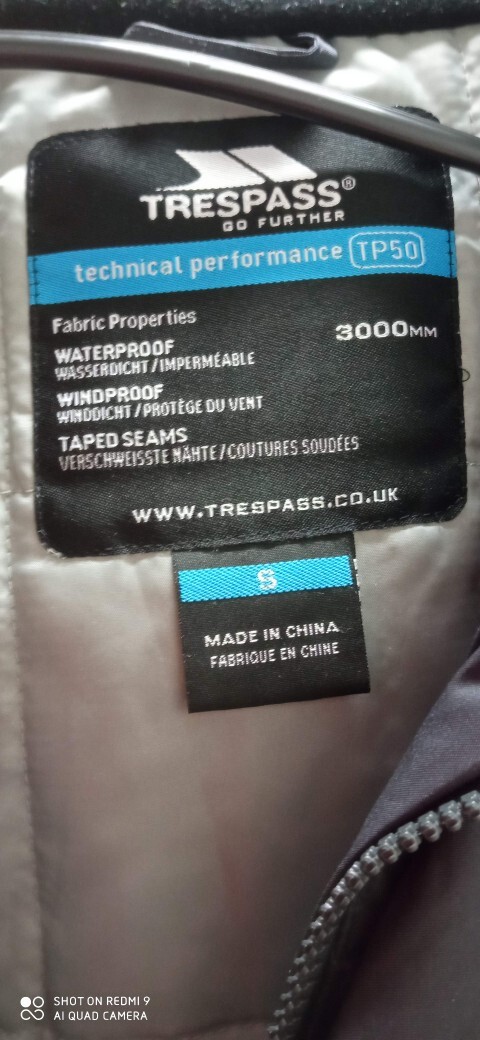 TRESPASS®
GO FURTHER
technical performance TP50
Fabric Properties
3000MM
WATERPROOF
WASSERDICHT/IMPERMÉABLE
WINDPROOF
WINDDICHT/PROTÈGE DU VENT
TAPED SEAMS
VERSCHWEISSTE NÄHTE/COUTURES SOUDÉES
WWW.TRESPASS.CO.UK
S
MADE IN CHINA
FABRIQUE EN CHINE
SHOT ON REDMI 9
AI QUAD CAMERA